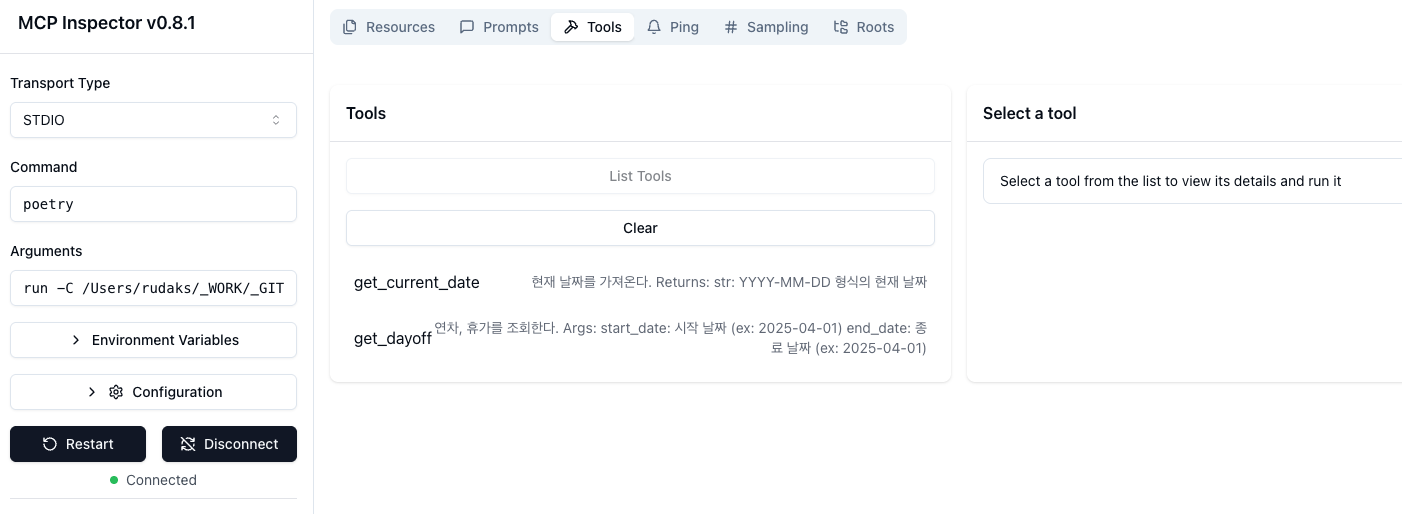 MCP Inspector v0.8.1
Transport Type
STDIO
Command
poetry
Arguments
run -C /Users/rudaks/_WORK/_GIT
Environment Variables
Configuration
Restart
Disconnect
Connected
Resources
Prompts
Tools
Ping
Sampling
Roots
Tools
List Tools
Clear
get_current_date
현재 날짜를 가져온다. Returns: str: YYYY-MM-DD 형식의 현재 날짜
get_dayoff
연차, 휴가를 조회한다. Args: start_date: 시작 날짜 (ex: 2025-04-01) end_date: 종
료 날짜 (ex: 2025-04-01)
Select a tool
Select a tool from the list to view its details and run it